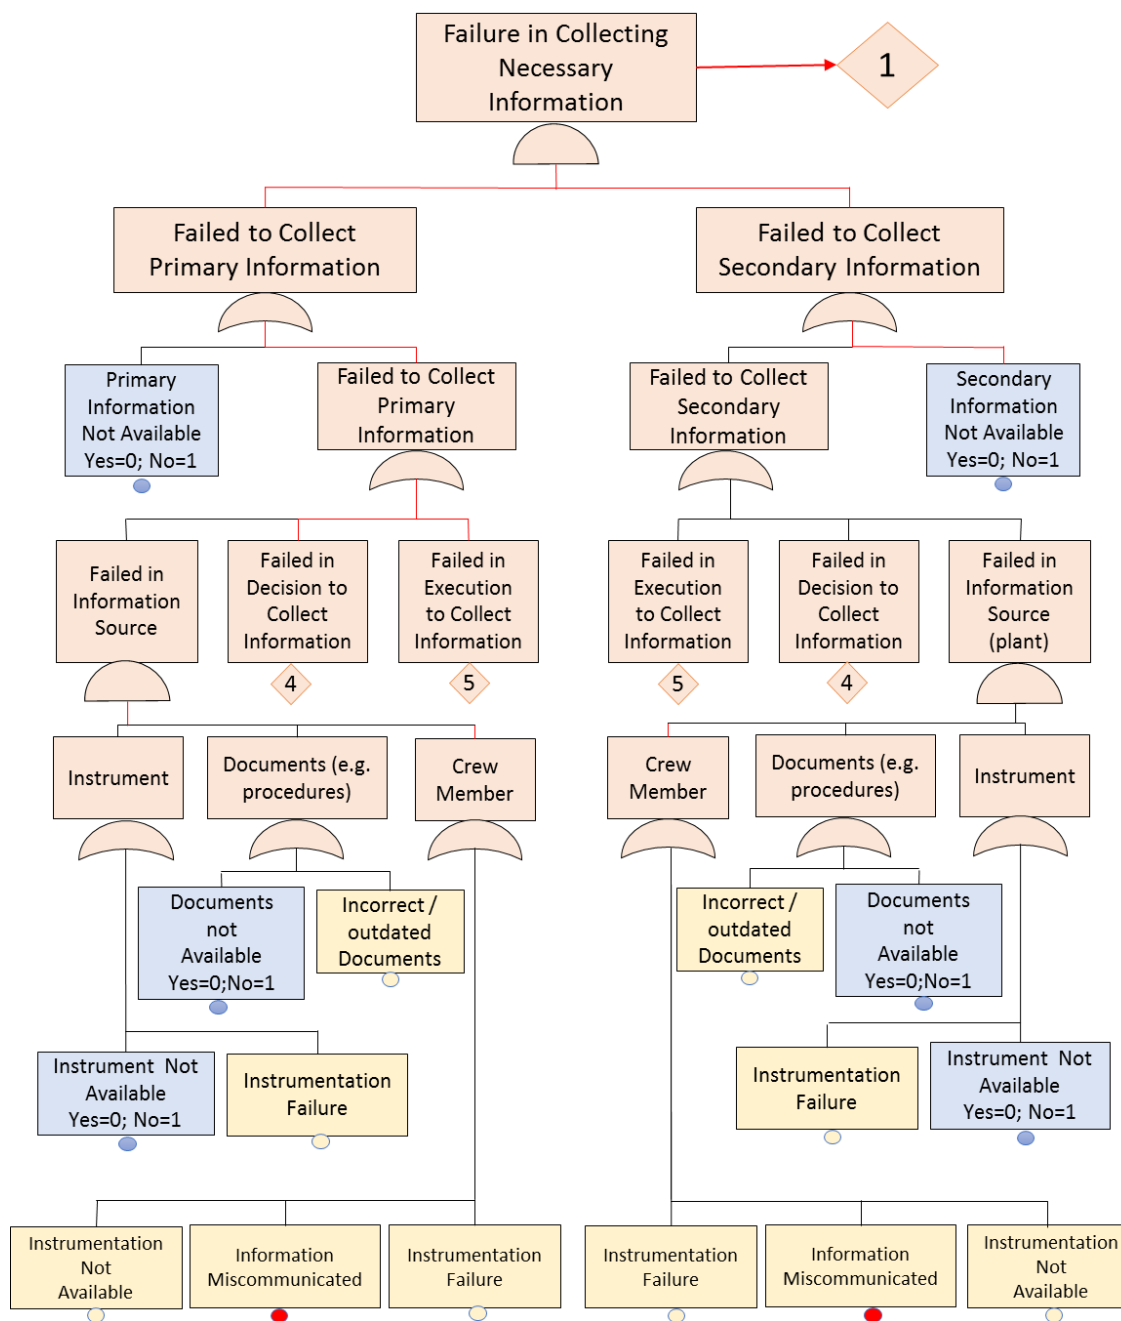 Failure in Collecting
Necessary
Information
1
Failed to Collect
Primary Information
Failed to Collect
Secondary Information
Primary
Information
Not Available
Yes=0; No=1
Failed to Collect
Primary
Information
Failed to Collect
Secondary
Information
Secondary
Information
Not Available
Yes=0; No=1
Failed in
Information
Source
Failed in
Decision to
Collect
Information
Failed in
Execution
to Collect
Information
Failed in
Execution
to Collect
Information
Failed in
Decision to
Collect
Information
Failed in
Information
Source
(plant)
4
5
5
4
Instrument
Documents (e.g.
procedures)
Crew
Member
Crew
Member
Documents (e.g.
procedures)
Instrument
Documents
not
Available
Yes=0;No=1
Incorrect /
outdated
Documents
Incorrect /
outdated
Documents
Documents
not
Available
Yes=0;No=1
Instrument Not
Available
Yes=0; No=1
Instrumentation
Failure
Instrumentation
Failure
Instrument Not
Available
Yes=0; No=1
Instrumentation
Not
Available
Information
Miscommunicated
Instrumentation
Failure
Instrumentation
Failure
Information
Miscommunicated
Instrumentation
Not
Available